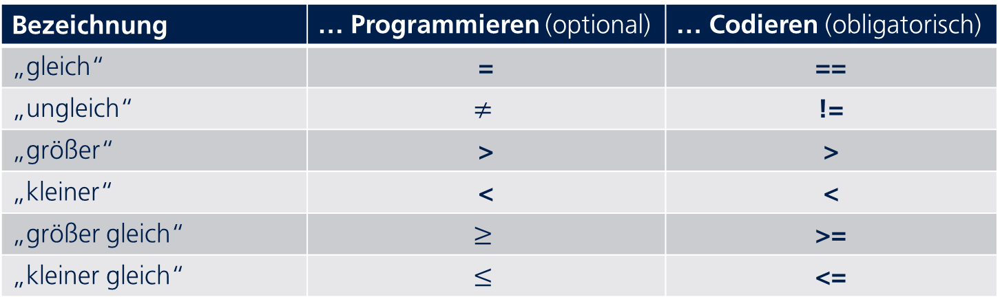 Bezeichnung … Programmieren (optional) … Codieren (obligatorisch)
„gleich“ = ==
„ungleich“ ≠ !=
„größer“ > >
„kleiner“ < <
„größer gleich“ ≥ >=
„kleiner gleich“ ≤ <=